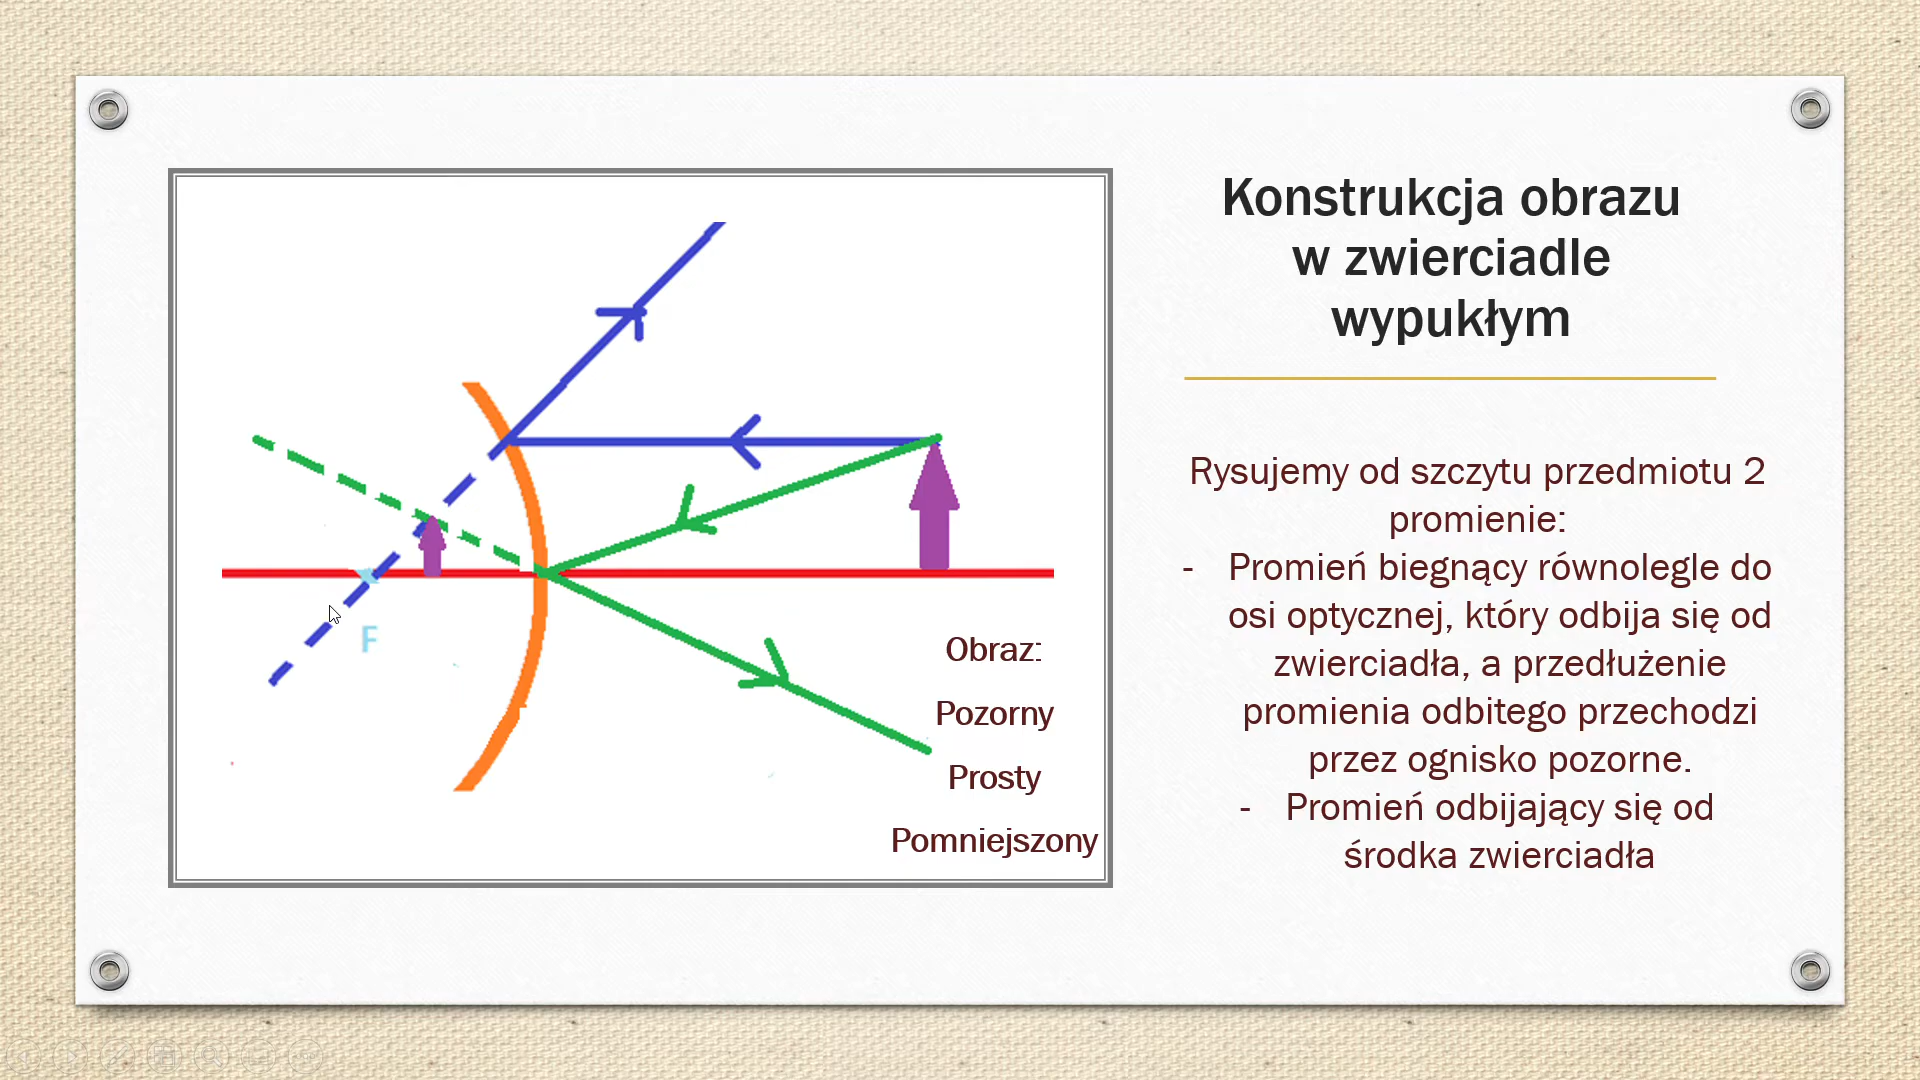 Konstrukcja obrazu
w zwierciadle
wypukłym
Rysujemy od szczytu przedmiotu 2
promienie:
- Promień biegnący równolegle do
osi optycznej, który odbija się od
zwierciadła, a przedłużenie
promienia odbitego przechodzi
przez ognisko pozorne.
- Promień odbijający się od
środka zwierciadła
F
Obraz:
Pozorny
Prosty
Pomniejszony